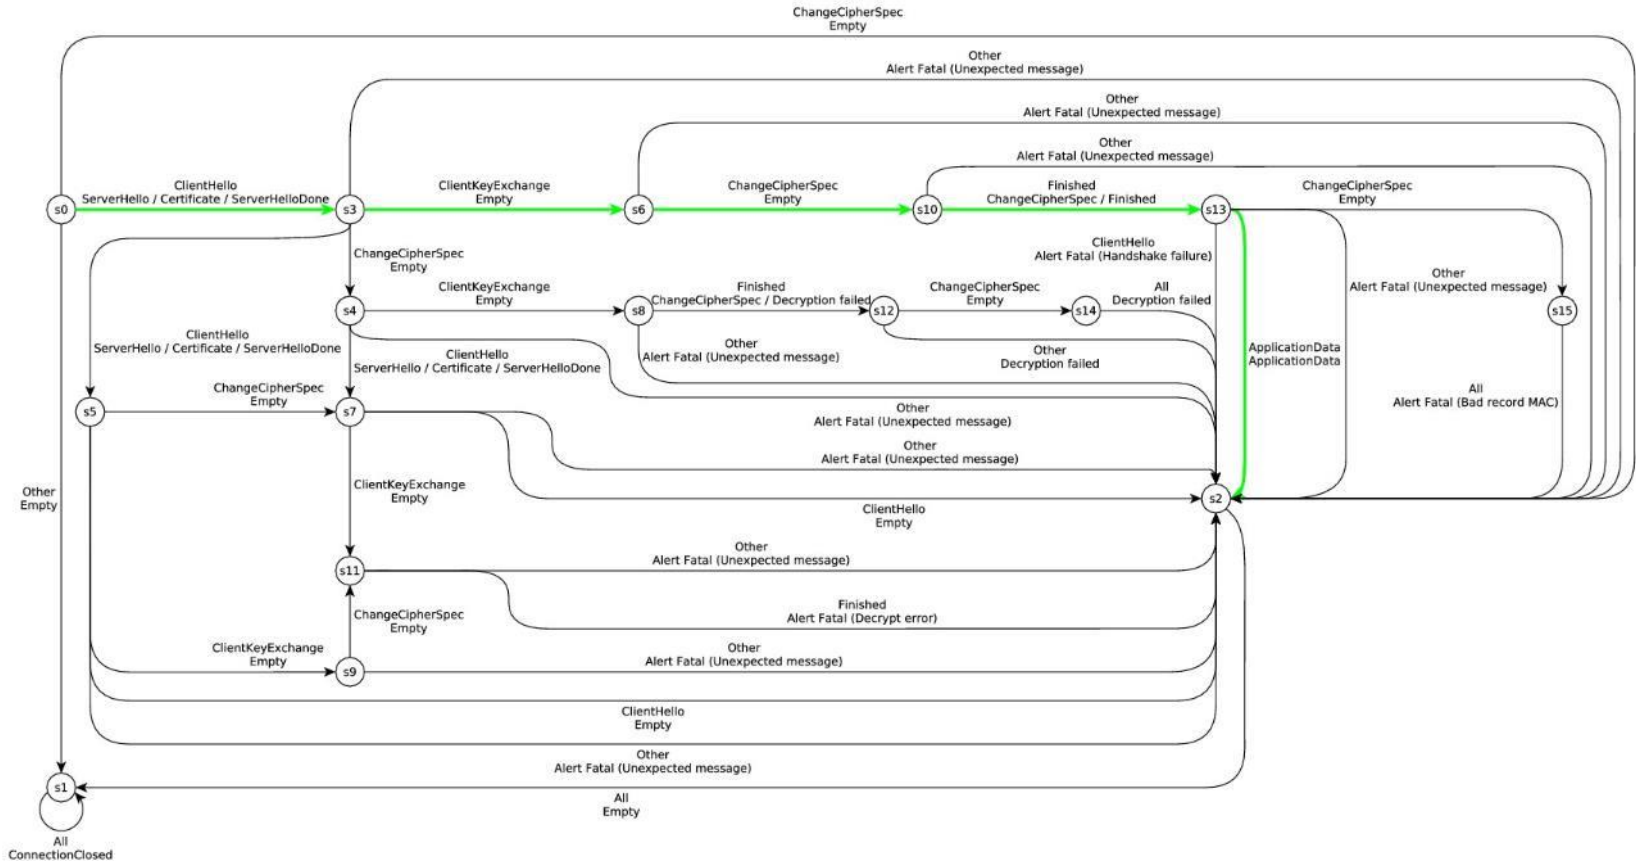 ChangeCipherSpec
Empty
Other
Alert Fatal (Unexpected message)
Other
Alert Fatal (Unexpected message)
Other
Alert Fatal (Unexpected message)
ClientHello
ServerHello / Certificate / ServerHelloDone
ClientKeyExchange
Empty
ChangeCipherSpec
Empty
Finished
ChangeCipherSpec / Finished
ChangeCipherSpec
Empty
s0
s3
s6
s10
s13
ChangeCipherSpec
Empty
ClientHello
Alert Fatal (Handshake failure)
Other
Alert Fatal (Unexpected message)
ClientKeyExchange
Empty
Finished
ChangeCipherSpec / Decryption failed
ChangeCipherSpec
Empty
All
Decryption failed
s4
s8
s12
s14
s15
ClientHello
ServerHello / Certificate / ServerHelloDone
ClientHello
ServerHello / Certificate / ServerHelloDone
Other
Alert Fatal (Unexpected message)
Other
Decryption failed
ApplicationData
ApplicationData
ChangeCipherSpec
Empty
All
Alert Fatal (Bad record MAC)
s5
s7
Other
Alert Fatal (Unexpected message)
Other
Alert Fatal (Unexpected message)
Other
Empty
ClientKeyExchange
Empty
s2
ClientHello
Empty
Other
Alert Fatal (Unexpected message)
s11
ChangeCipherSpec
Empty
Finished
Alert Fatal (Decrypt error)
ClientKeyExchange
Empty
Other
Alert Fatal (Unexpected message)
s9
ClientHello
Empty
Other
Alert Fatal (Unexpected message)
s1
All
Empty
All
ConnectionClosed